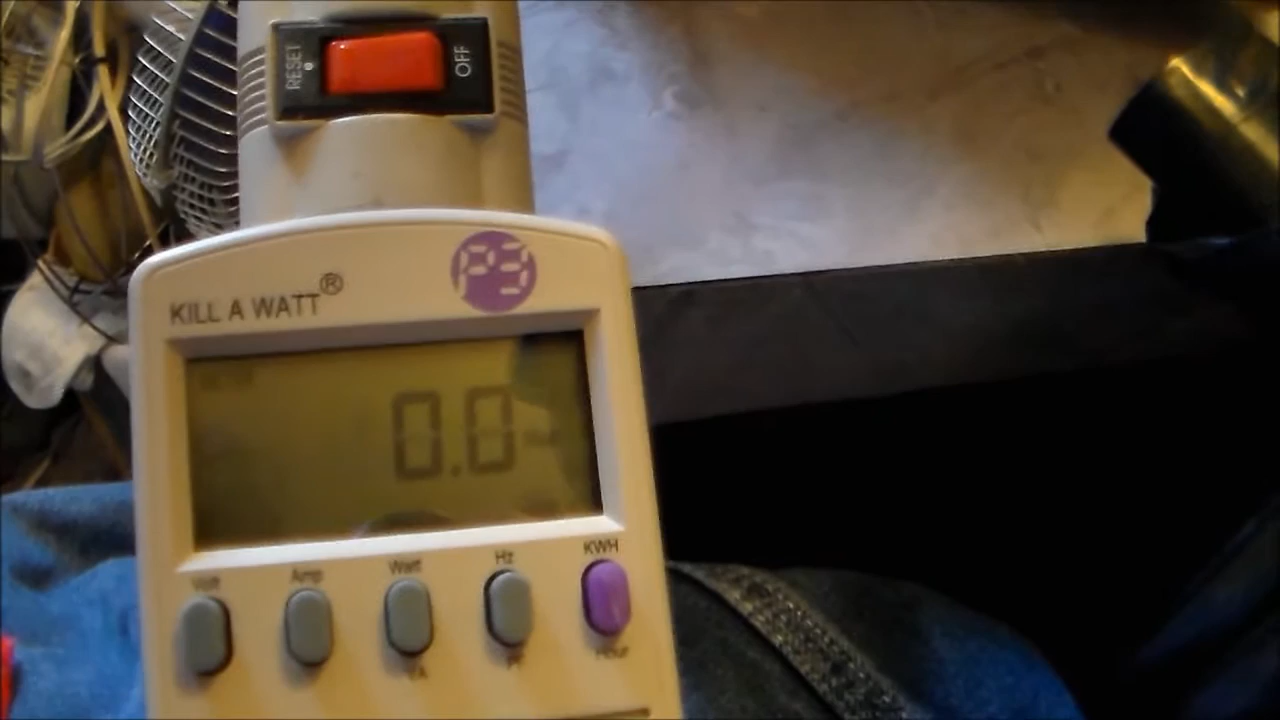 RESET
OFF
P3
KILL A WATT®
0.0
Volt Amp Watt Hz KWH
VA PF Hour